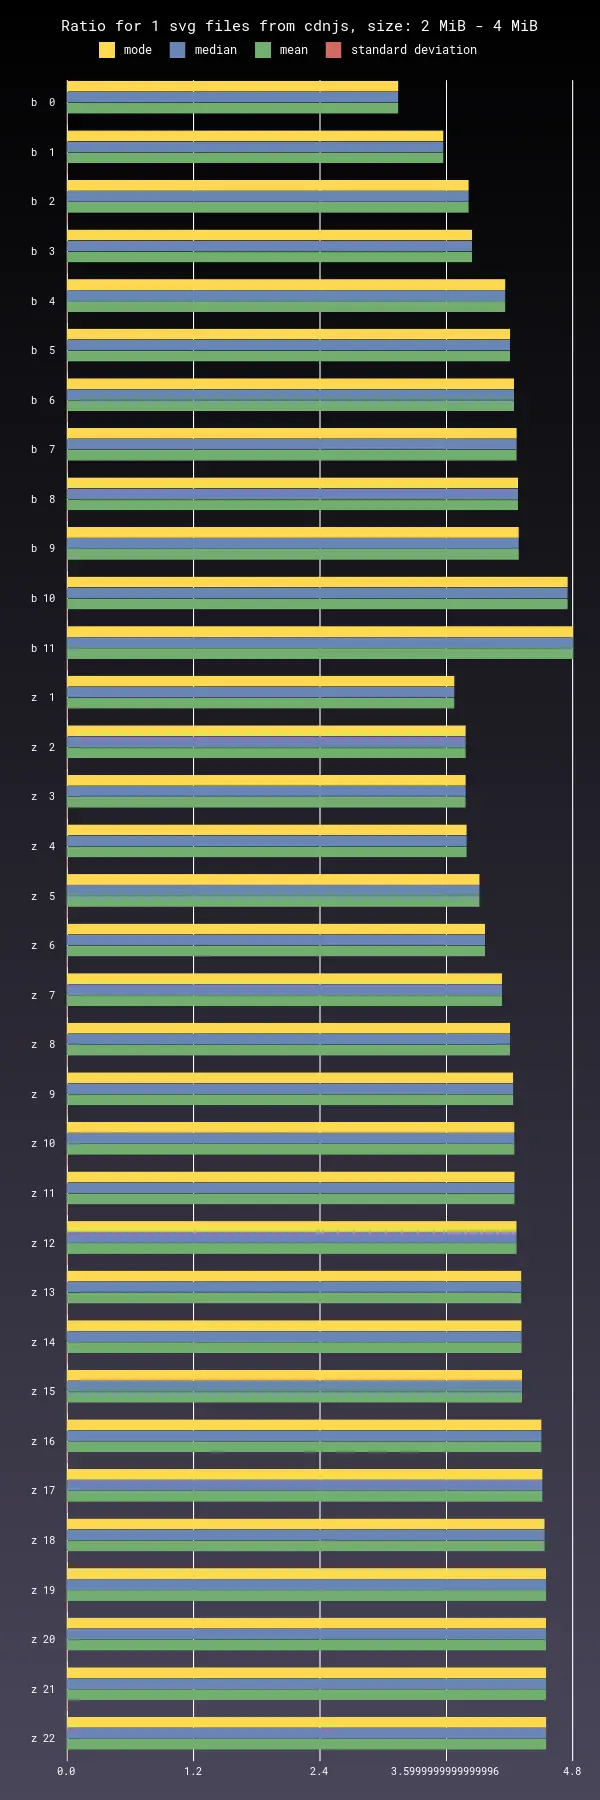 Ratio for 1 svg files from cdnjs, size: 2 MiB - 4 MiB
mode median mean standard deviation
b 0
b 1
b 2
b 3
b 4
b 5
b 6
b 7
b 8
b 9
b 10
b 11
z 1
z 2
z 3
z 4
z 5
z 6
z 7
z 8
z 9
z 10
z 11
z 12
z 13
z 14
z 15
z 16
z 17
z 18
z 19
z 20
z 21
z 22
0.0 1.2 2.4 3.5999999999999996 4.8